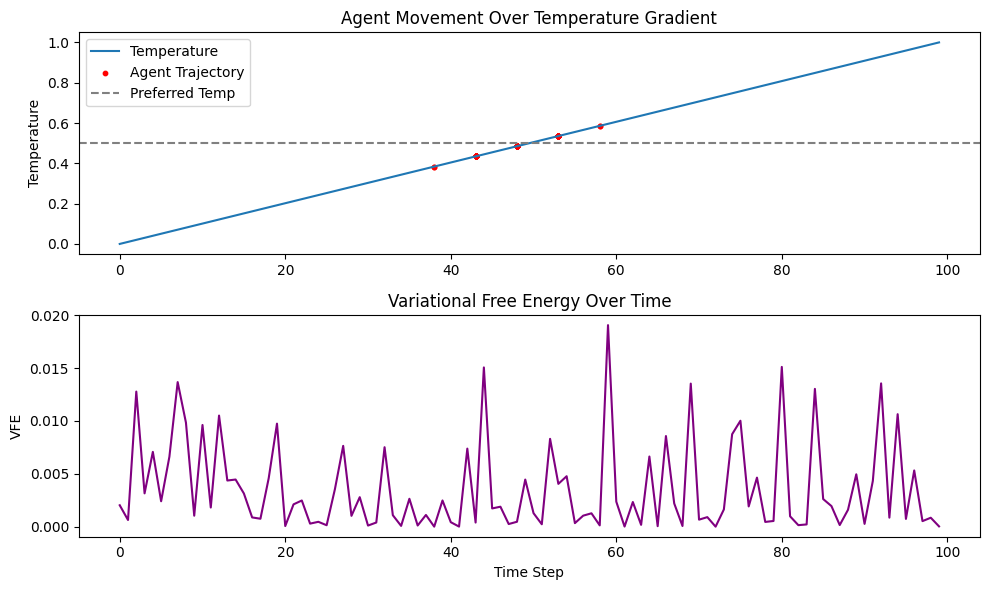 Agent Movement Over Temperature Gradient
Temperature
Agent Trajectory
Preferred Temp
Temperature
1.0
0.8
0.6
0.4
0.2
0.0
0 20 40 60 80 100
Variational Free Energy Over Time
VFE
0.020
0.015
0.010
0.005
0.000
0 20 40 60 80 100
Time Step